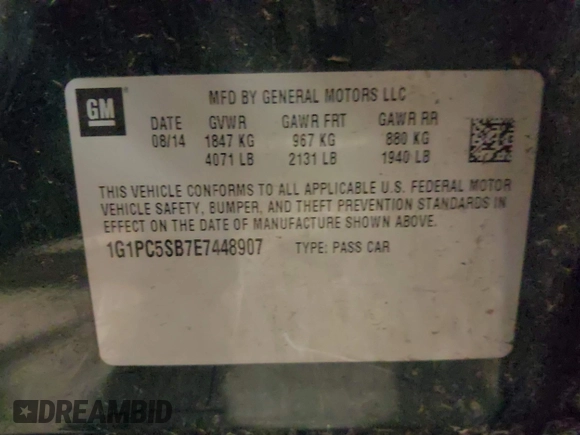 GM
MFD BY GENERAL MOTORS LLC
DATE GVWR GAWR FRT GAWR RR
08/14 1847 KG 967 KG 880 KG
4071 LB 2131 LB 1940 LB
THIS VEHICLE CONFORMS TO ALL APPLICABLE U.S. FEDERAL MOTOR
VEHICLE SAFETY, BUMPER, AND THEFT PREVENTION STANDARDS IN
EFFECT ON THE DATE OF MANUFACTURE SHOWN ABOVE.
1G1PC5SB7E7448907 TYPE: PASS CAR
DREAMBID